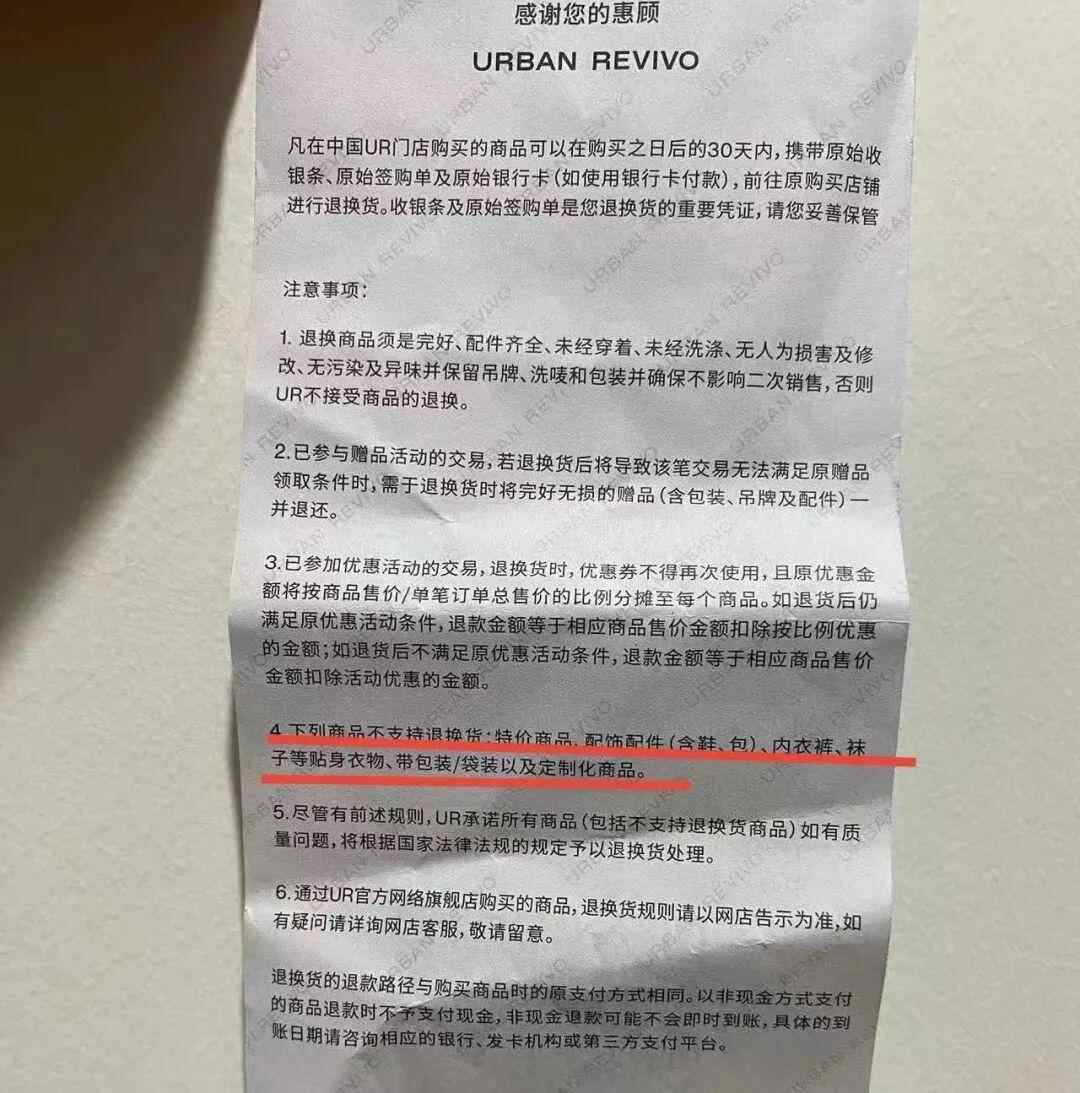 感谢您的惠顾
URBAN REVIVO
凡在中国UR门店购买的商品可以在购买之日后的30天内，携带原始收
银条、原始签购单及原始银行卡（如使用银行卡付款），前往原购买店铺
进行退换货。收银条及原始签购单是您退换货的重要凭证，请您妥善保管
注意事项：
1. 退换商品须是完好、配件齐全、未经穿着、未经洗涤、无人为损害及修
改、无污染及异味并保留吊牌、洗唛和包装并确保不影响二次销售，否则
UR不接受商品的退换。
2.已参与赠品活动的交易，若退换货后将导致该笔交易无法满足原赠品
领取条件时，需于退换货时将完好无损的赠品（含包装、吊牌及配件）一
并退还。
3.已参加优惠活动的交易，退换货时，优惠券不得再次使用，且原优惠金
额将按商品售价/单笔订单总售价的比例分摊至每个商品。如退货后仍
满足原优惠活动条件，退款金额等于相应商品售价金额扣除按比例优惠
的金额；如退货后不满足原优惠活动条件，退款金额等于相应商品售价
金额扣除活动优惠的金额。
4.下列商品不支持退换货：特价商品、配饰配件（含鞋、包）、内衣裤、袜
子等贴身衣物、带包装/袋装以及定制化商品。
5.尽管有前述规则，UR承诺所有商品（包括不支持退换货商品）如有质
量问题，将根据国家法律法规的规定予以退换货处理。
6.通过UR官方网络旗舰店购买的商品，退换货规则请以网店告示为准，如
有疑问请详询网店客服，敬请留意。
退换货的退款路径与购买商品时的原支付方式相同。以非现金方式支付
的商品退款时不予支付现金，非现金退款可能不会即时到账，具体的到
账日期请咨询相应的银行、发卡机构或第三方支付平台。